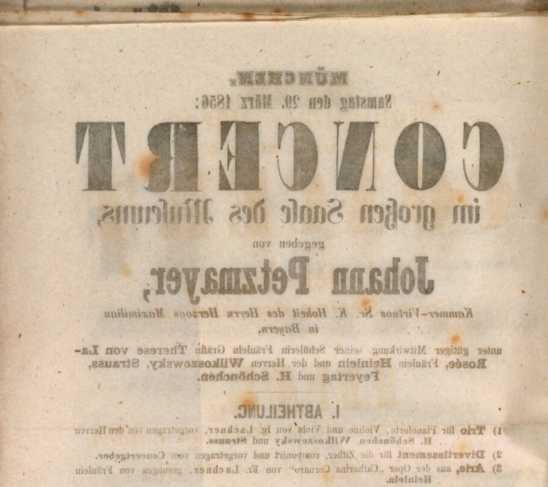 MÜNCHEN.
Samstag den 29. März 1856:
CONCERT
im großen Saale des Museums,
gegeben
von
Johann Petzmayer,
Kammer-Virtuos Sr. K. Hoheit des Herrn Herzogs Maximilian
in Bayern,
unter gütiger Mitwirkung seiner Schülerin Fräulein Gräfin Therese von La-
Rosée, Fräulein Heinlein und der Herren Wilkoszowsky, Strauss,
Feyertag und H. Schönchen.
I. ABTHEILUNG.
1) Trio für Pianoforte, Violine und Viola von Ig. Lachner, vorgetragen von den Herren
H. Schönchen, Wilkoszowsky und Strauss.
2) Divertissement für die Zither, componirt und vorgetragen vom Concertgeber.
3) Arie, aus der Oper „Catharina Cornaro“ von Fr. Lachner, gesungen von Fräulein
Heinlein.